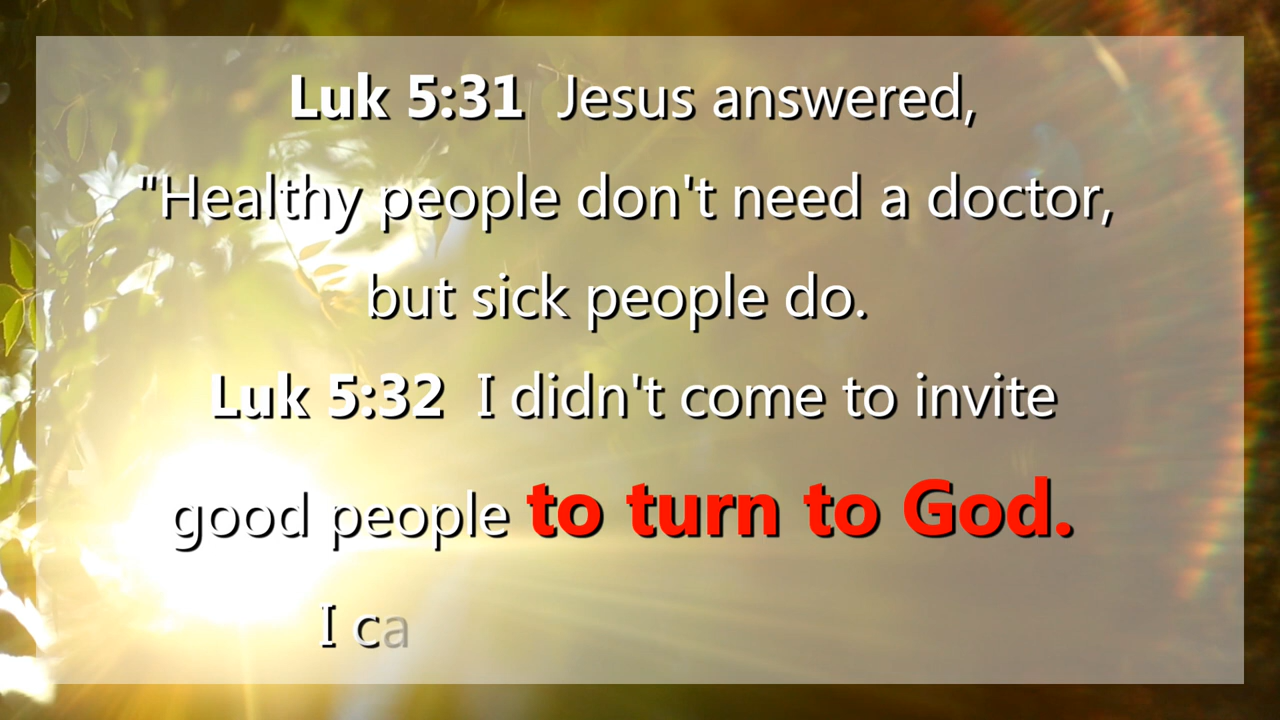 Luk 5:31 Jesus answered,
"Healthy people don't need a doctor,
but sick people do.
Luk 5:32 I didn't come to invite
good people to turn to God.
I ca